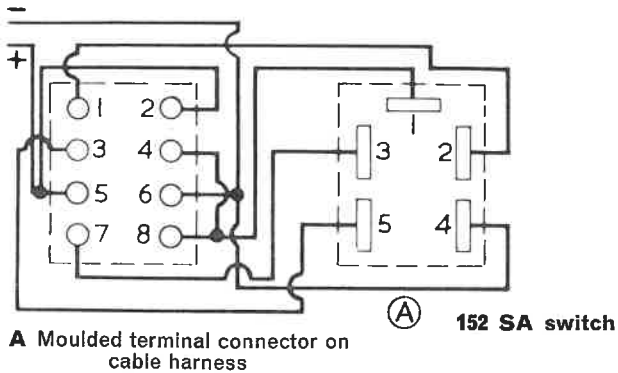 −
+
1 2
3 4
5 6
7 8
1
3 2
5 4
A
152 SA switch
A Moulded terminal connector on
cable harness